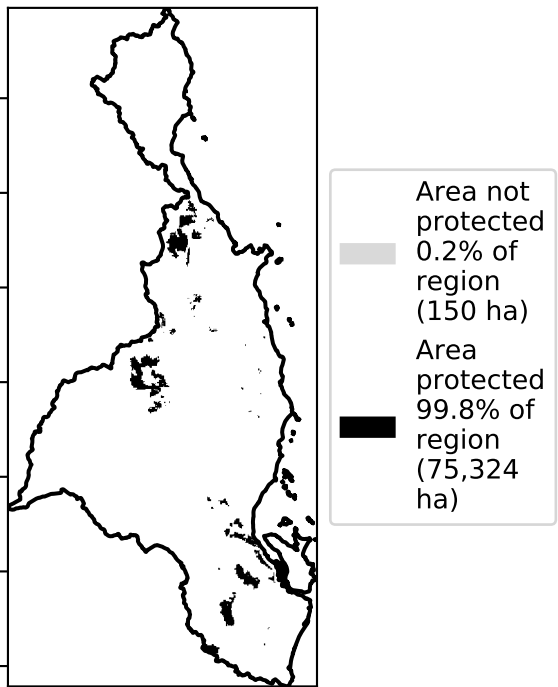 Area not
protected
0.2% of
region
(150 ha)
Area
protected
99.8% of
region
(75,324
ha)